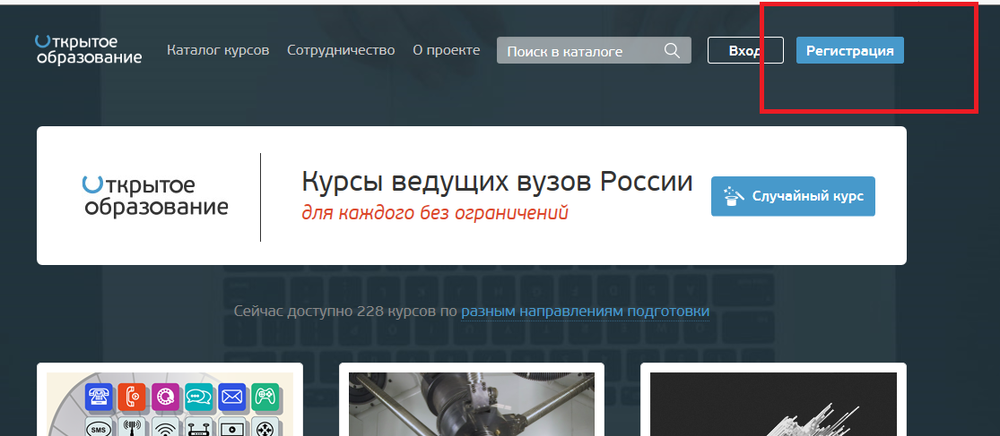 Открытое
образование
Каталог курсов
Сотрудничество
О проекте
Поиск в каталоге
Вход
Регистрация
Открытое
образование
Курсы ведущих вузов России
для каждого без ограничений
Случайный курс
Сейчас доступно 228 курсов по разным направлениям подготовки
SMS